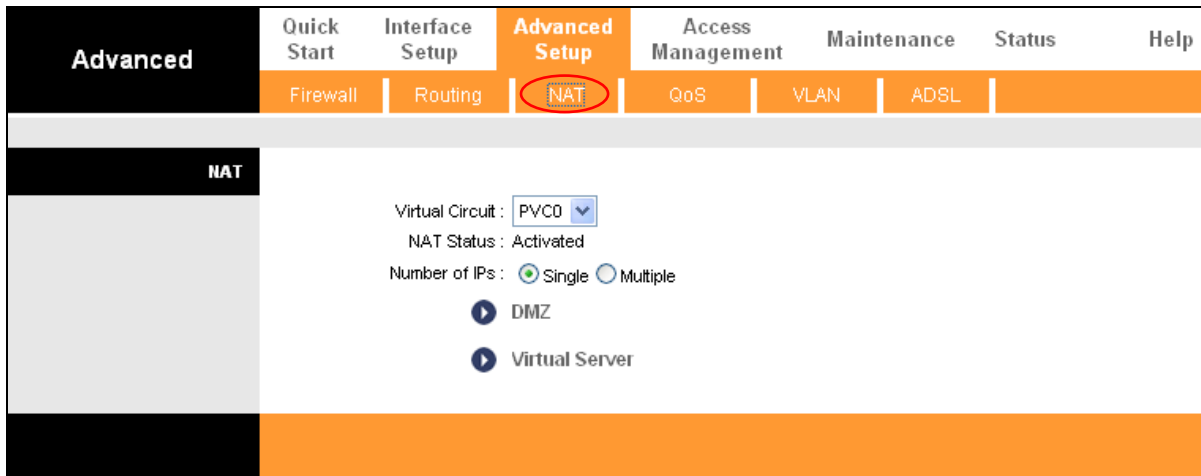 Advanced
Quick Start
Interface Setup
Advanced Setup
Access Management
Maintenance
Status
Help
Firewall
Routing
NAT
QoS
VLAN
ADSL
NAT
Virtual Circuit : PVC0
NAT Status : Activated
Number of IPs : Single Multiple
DMZ
Virtual Server